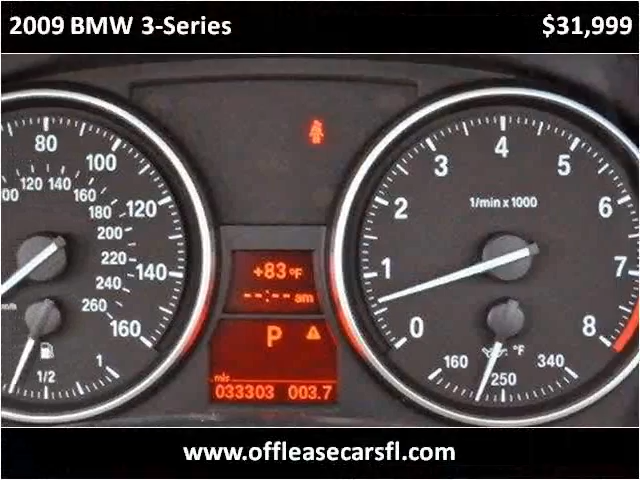 2009 BMW 3-Series $31,999
80 100 120 140 160
120 140 160 180 200 220 240 260
1/2 1
+83°F
--:-- am
P
mls
033303 003.7
0 1 2 3 4 5 6 7 8
1/min x 1000
°F
160 250 340
www.offleasecarsfl.com